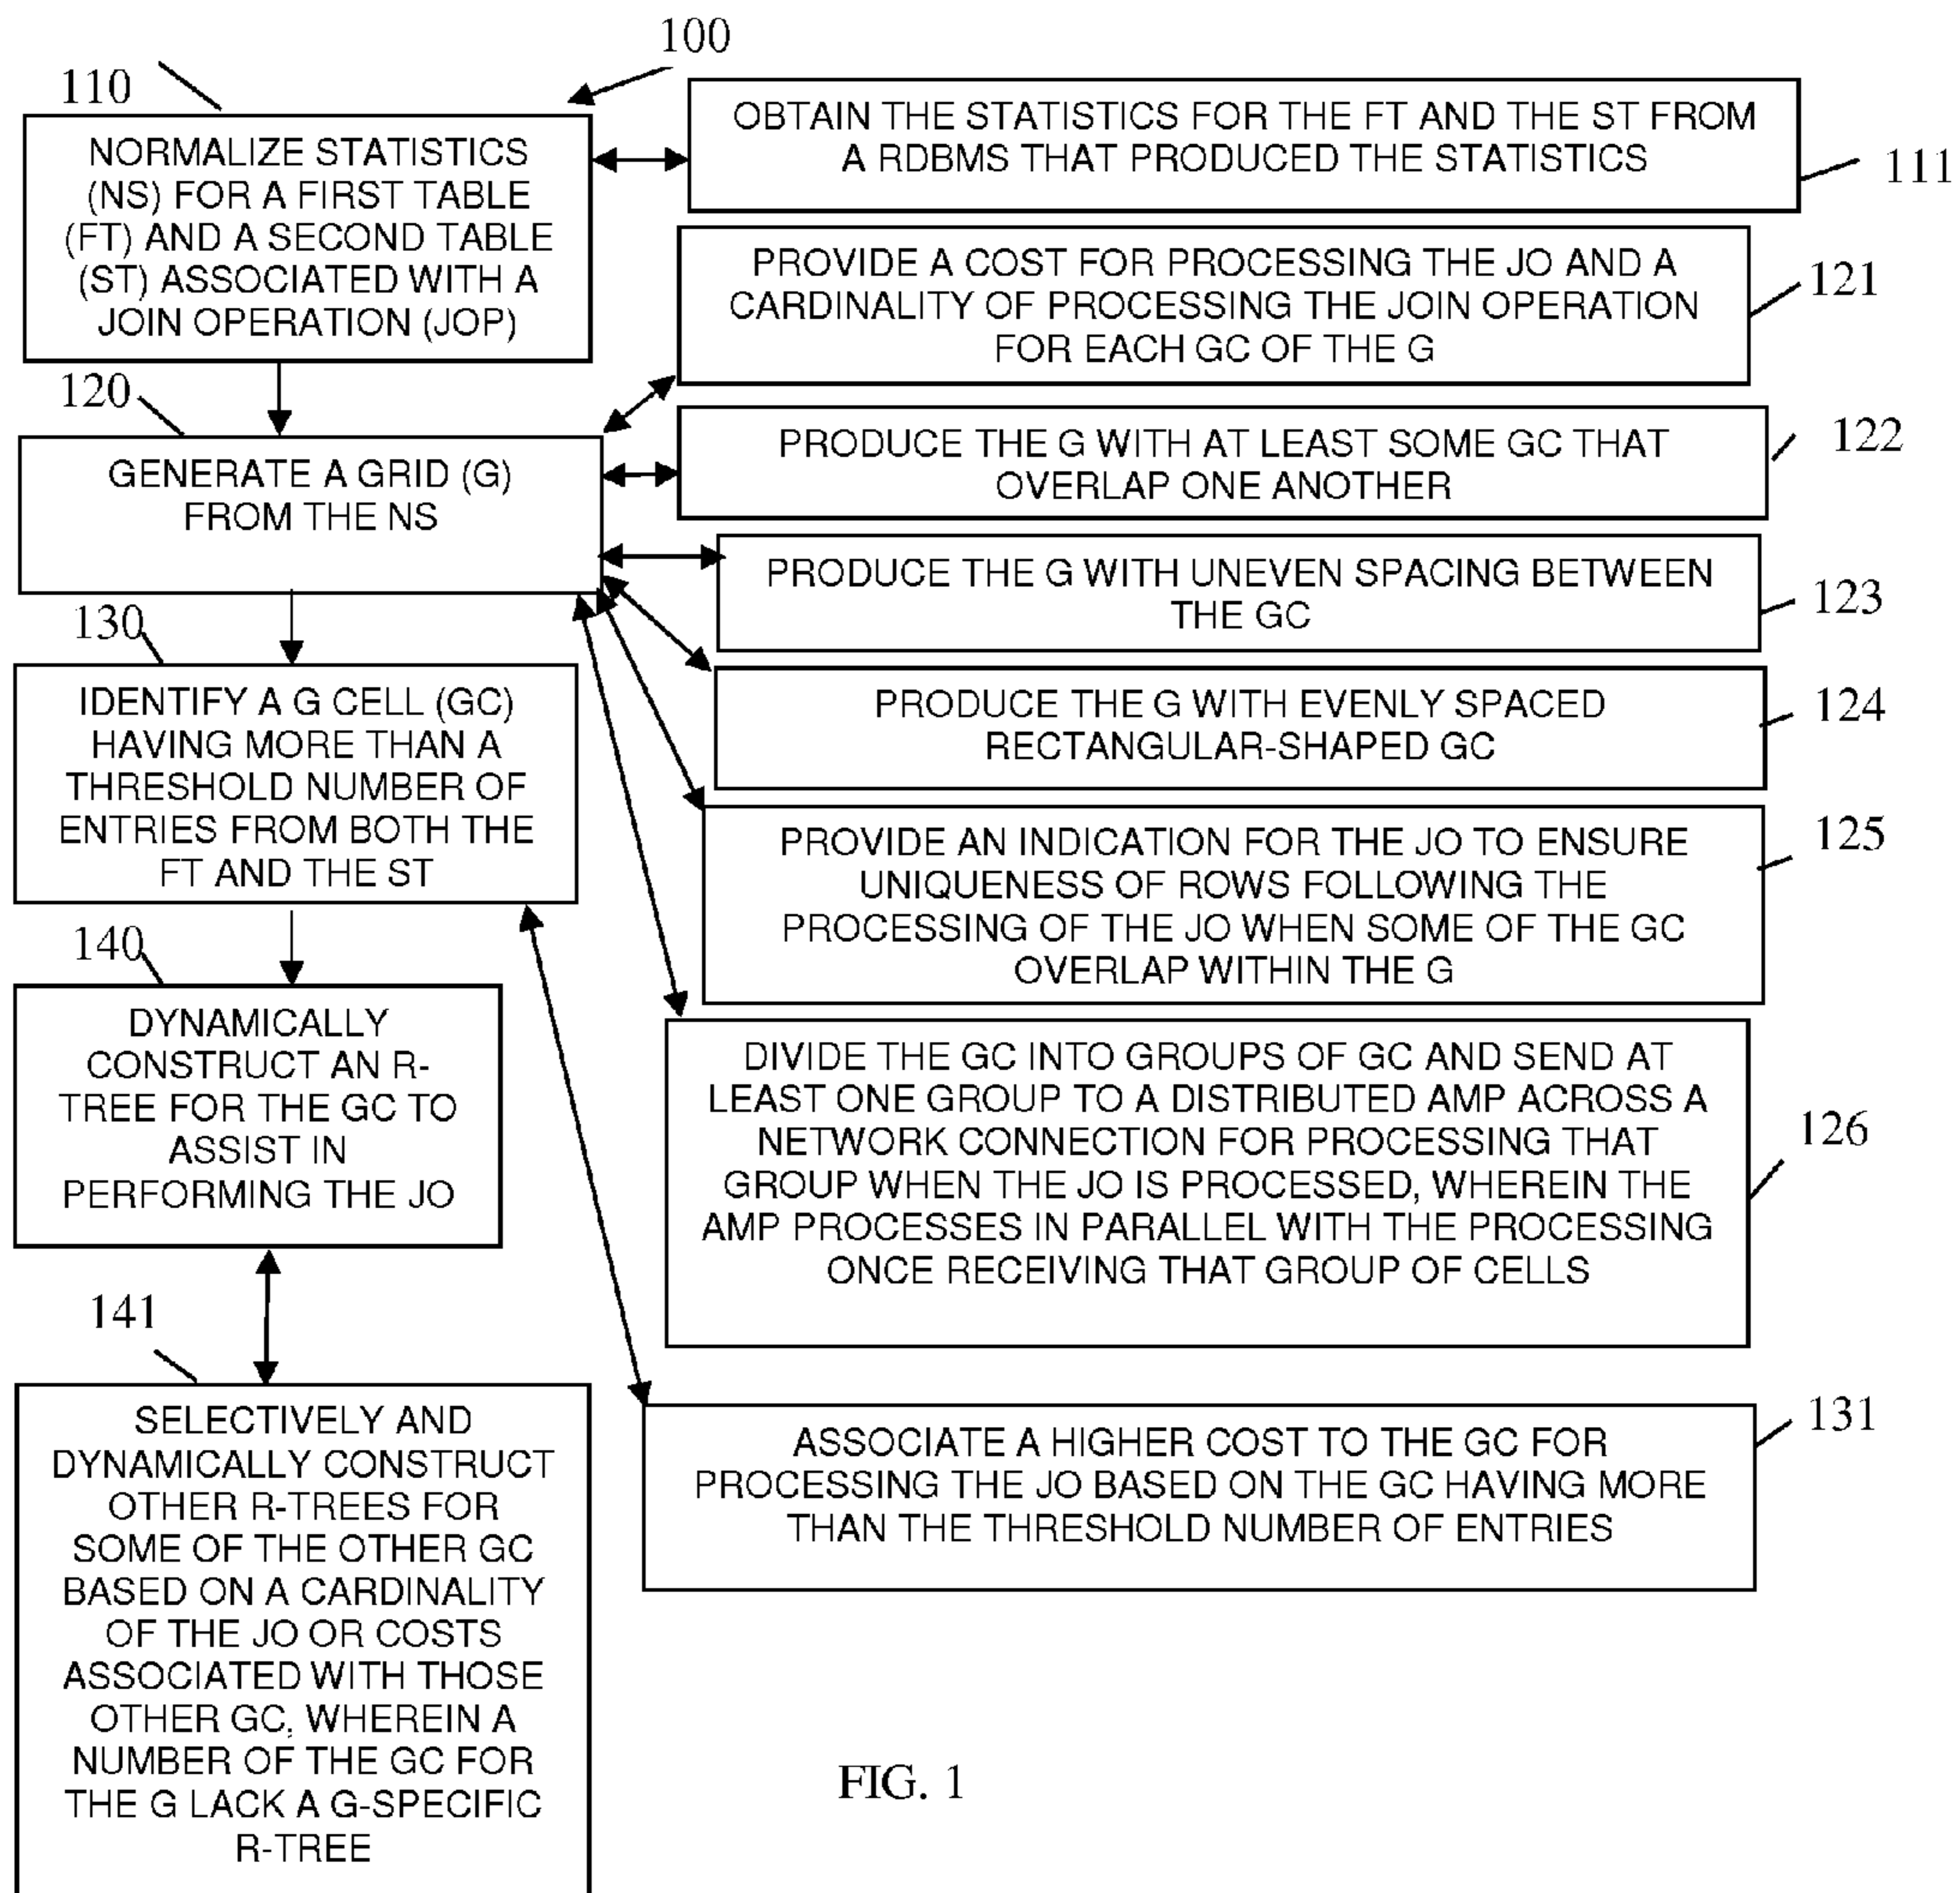 100
110
NORMALIZE STATISTICS
(NS) FOR A FIRST TABLE
(FT) AND A SECOND TABLE
(ST) ASSOCIATED WITH A
JOIN OPERATION (JOP)
OBTAIN THE STATISTICS FOR THE FT AND THE ST FROM
A RDBMS THAT PRODUCED THE STATISTICS
111
PROVIDE A COST FOR PROCESSING THE JO AND A
CARDINALITY OF PROCESSING THE JOIN OPERATION
FOR EACH GC OF THE G
121
120
GENERATE A GRID (G)
FROM THE NS
PRODUCE THE G WITH AT LEAST SOME GC THAT
OVERLAP ONE ANOTHER
122
PRODUCE THE G WITH UNEVEN SPACING BETWEEN
THE GC
123
130
IDENTIFY A G CELL (GC)
HAVING MORE THAN A
THRESHOLD NUMBER OF
ENTRIES FROM BOTH THE
FT AND THE ST
PRODUCE THE G WITH EVENLY SPACED
RECTANGULAR-SHAPED GC
124
PROVIDE AN INDICATION FOR THE JO TO ENSURE
UNIQUENESS OF ROWS FOLLOWING THE
PROCESSING OF THE JO WHEN SOME OF THE GC
OVERLAP WITHIN THE G
125
140
DYNAMICALLY
CONSTRUCT AN R-
TREE FOR THE GC TO
ASSIST IN
PERFORMING THE JO
DIVIDE THE GC INTO GROUPS OF GC AND SEND AT
LEAST ONE GROUP TO A DISTRIBUTED AMP ACROSS A
NETWORK CONNECTION FOR PROCESSING THAT
GROUP WHEN THE JO IS PROCESSED, WHEREIN THE
AMP PROCESSES IN PARALLEL WITH THE PROCESSING
ONCE RECEIVING THAT GROUP OF CELLS
126
141
SELECTIVELY AND
DYNAMICALLY CONSTRUCT
OTHER R-TREES FOR
SOME OF THE OTHER GC
BASED ON A CARDINALITY
OF THE JO OR COSTS
ASSOCIATED WITH THOSE
OTHER GC, WHEREIN A
NUMBER OF THE GC FOR
THE G LACK A G-SPECIFIC
R-TREE
ASSOCIATE A HIGHER COST TO THE GC FOR
PROCESSING THE JO BASED ON THE GC HAVING MORE
THAN THE THRESHOLD NUMBER OF ENTRIES
131
FIG. 1